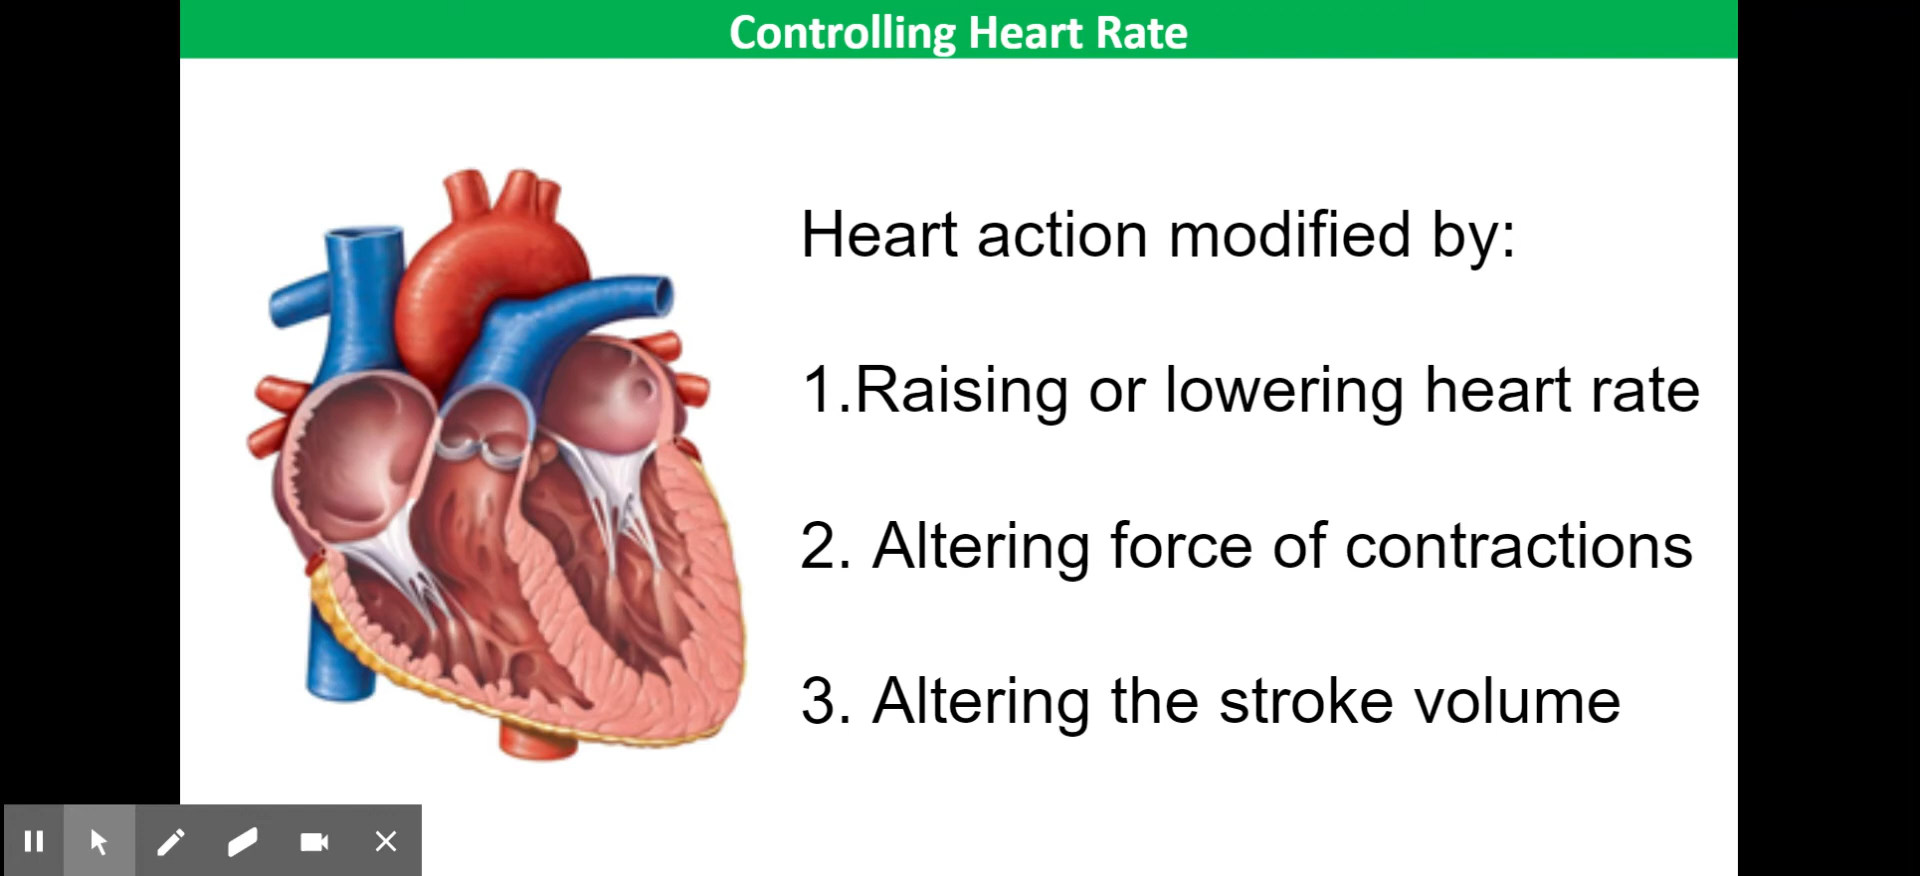 Controlling Heart Rate
Heart action modified by:
1.Raising or lowering heart rate
2. Altering force of contractions
3. Altering the stroke volume